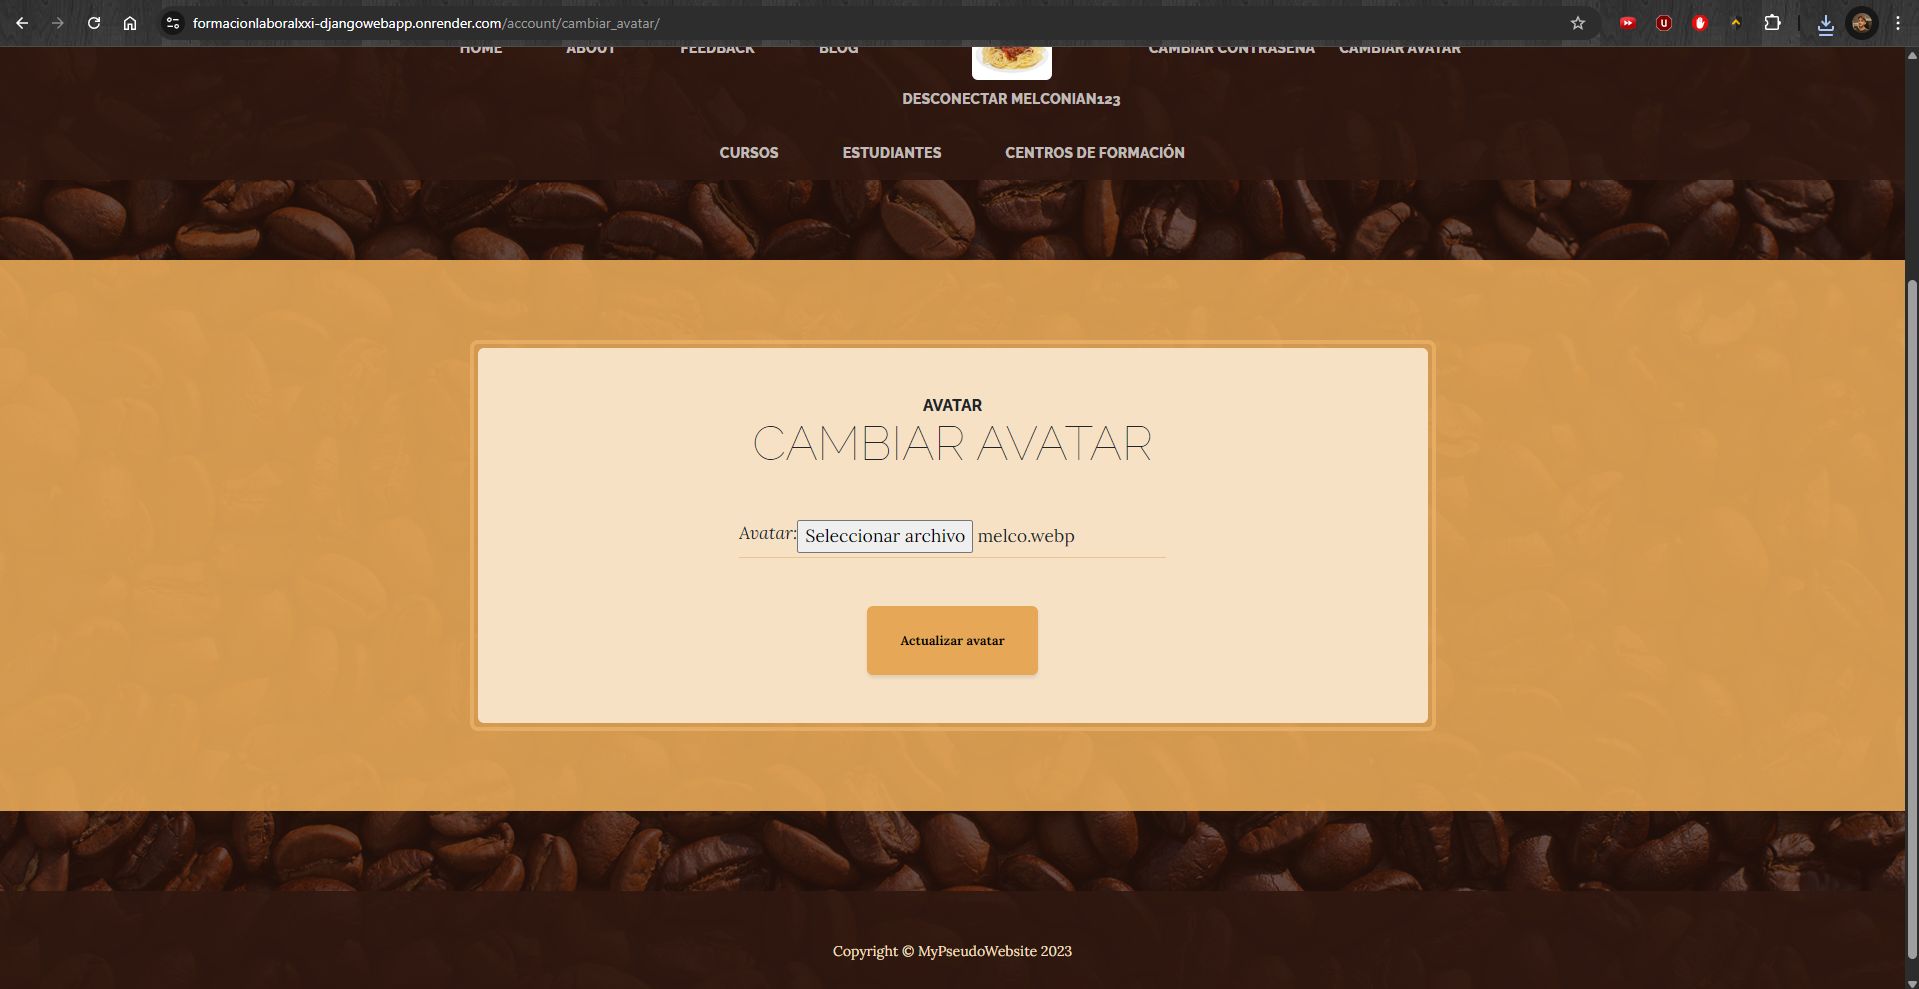 formacionlaboralxxi-djangowebapp.onrender.com/account/cambiar_avatar/
HOME ABOUT FEEDBACK BLOG CAMBIAR CONTRASEÑA CAMBIAR AVATAR
DESCONECTAR MELCONIAN123
CURSOS ESTUDIANTES CENTROS DE FORMACIÓN
AVATAR
CAMBIAR AVATAR
Avatar: Seleccionar archivo melco.webp
Actualizar avatar
Copyright © MyPseudoWebsite 2023